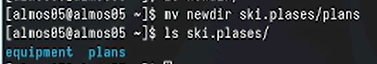 [almos05@almos05 ~]$ mv newdir ski.plases/plans
[almos05@almos05 ~]$ ls ski.plases/
equipment plans